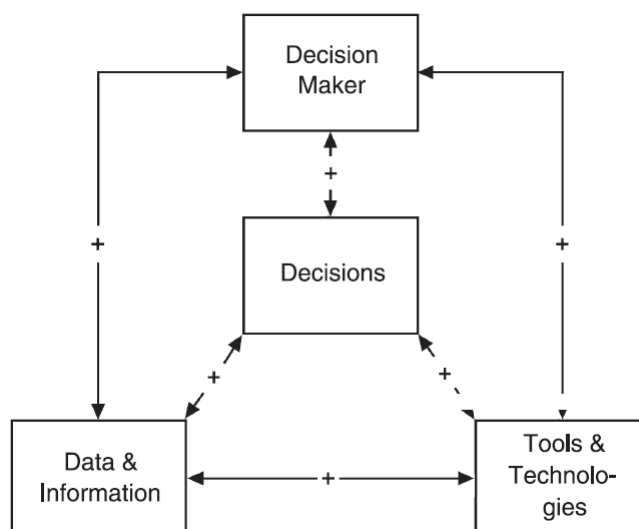 Decision
Maker
+
+
+
Decisions
+
+
Data &
Information
+
Tools &
Technolo-
gies